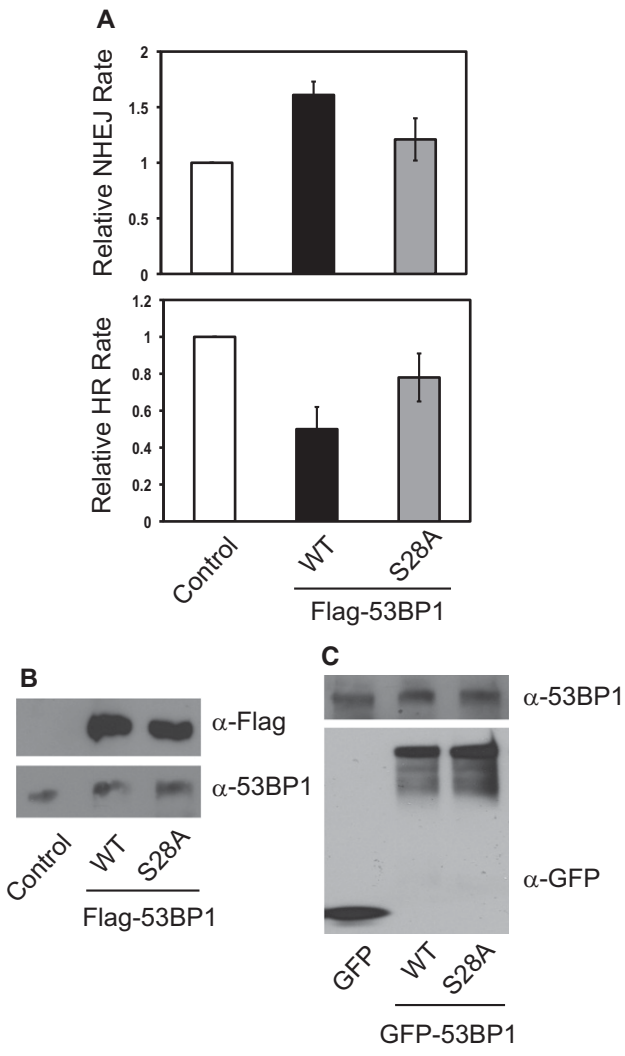 A
Relative NHEJ Rate
2
1.5
1
0.5
0
Relative HR Rate
1.2
1
0.8
0.6
0.4
0.2
0
Control
WT
S28A
Flag-53BP1
B
α-Flag
α-53BP1
Control
WT
S28A
Flag-53BP1
C
α-53BP1
α-GFP
GFP
WT
S28A
GFP-53BP1